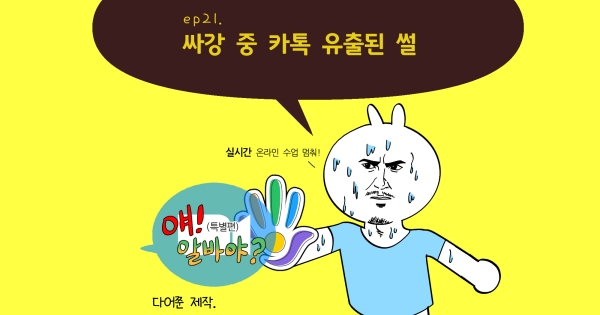 ep21.
싸강 중 카톡 유출된 썰
실시간 온라인 수업 멈춰!
얘! (특별편)
알바야?
다어쭌 제작.